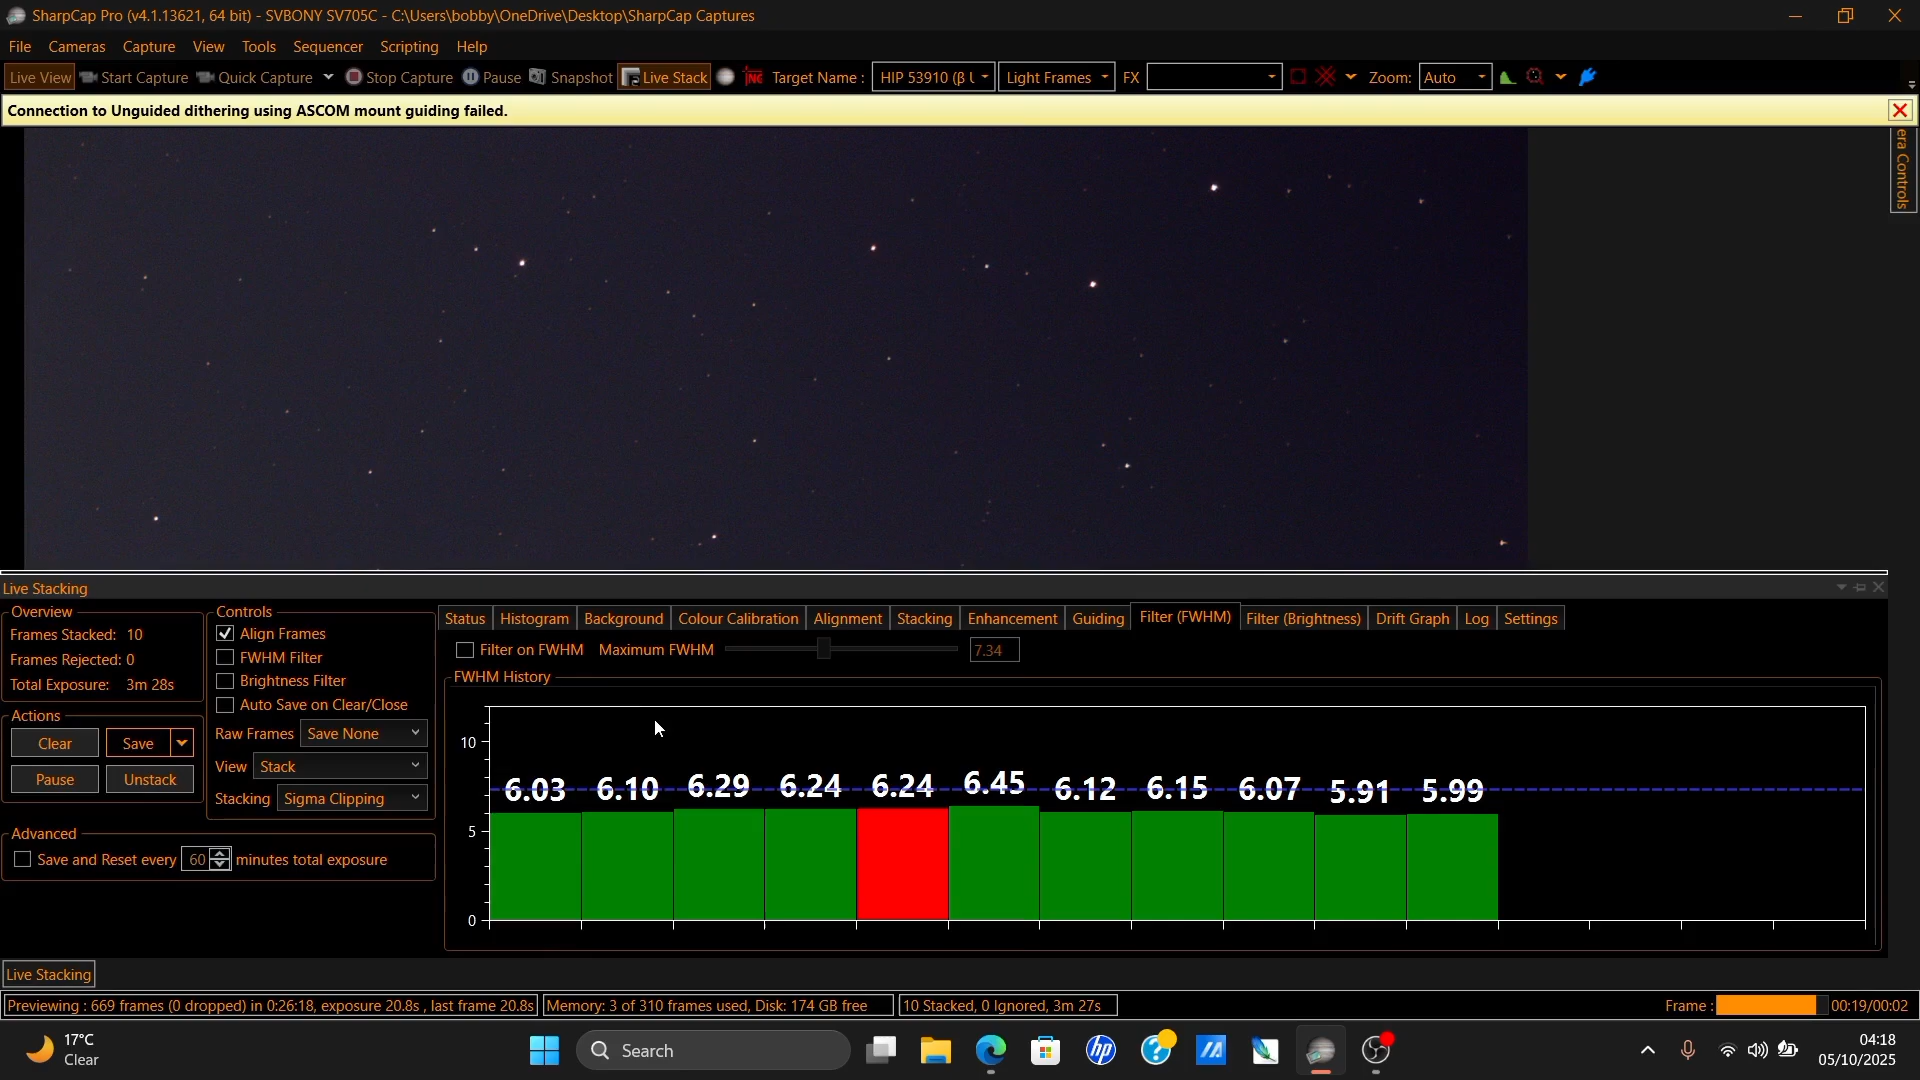 SharpCap Pro (v4.1.13621, 64 bit) - SVBONY SV705C - C:\Users\bobby\OneDrive\Desktop\SharpCap Captures
File Cameras Capture View Tools Sequencer Scripting Help
Live View Start Capture Quick Capture Stop Capture Pause Snapshot Live Stack Target Name : HIP 53910 (β Light Frames FX Zoom: Auto
Connection to Unguided dithering using ASCOM mount guiding failed.
era Controls
Live Stacking
Overview
Frames Stacked: 10
Frames Rejected: 0
Total Exposure: 3m 28s
Actions
Clear Save
Pause Unstack
Controls
Align Frames
FWHM Filter
Brightness Filter
Auto Save on Clear/Close
Raw Frames Save None
View Stack
Stacking Sigma Clipping
Advanced
Save and Reset every 60 minutes total exposure
Status Histogram Background Colour Calibration Alignment Stacking Enhancement Guiding Filter (FWHM) Filter (Brightness) Drift Graph Log Settings
Filter on FWHM Maximum FWHM 7.34
FWHM History
10
5
0
6.03 6.10 6.29 6.24 6.24 6.45 6.12 6.15 6.07 5.91 5.99
Live Stacking
Previewing : 669 frames (0 dropped) in 0:26:18, exposure 20.8s , last frame 20.8s Memory: 3 of 310 frames used, Disk: 174 GB free 10 Stacked, 0 Ignored, 3m 27s Frame : 00:19/00:02
17°C
Clear
Search
hp
04:18
05/10/2025